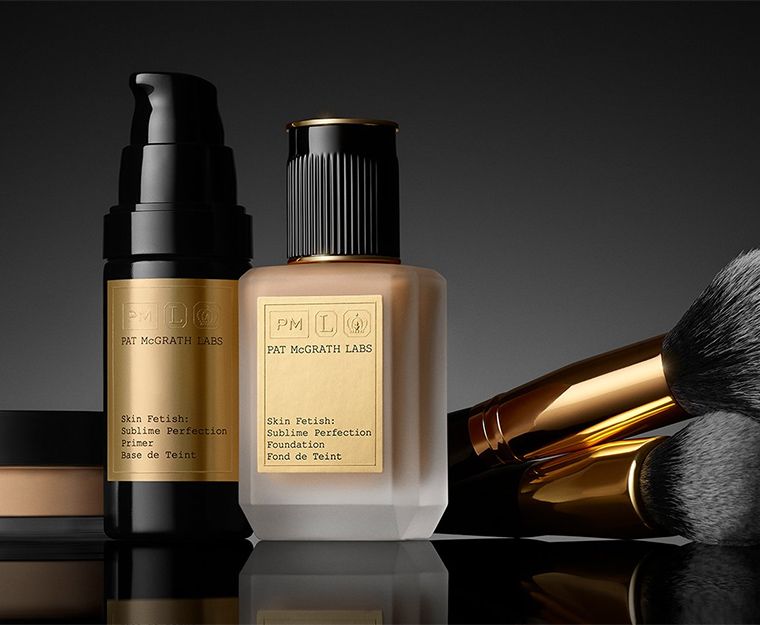 PM L
PAT McGRATH LABS
Skin Fetish:
Sublime Perfection
Primer
Base de Teint
PM L
PAT McGRATH LABS
Skin Fetish:
Sublime Perfection
Foundation
Fond de Teint